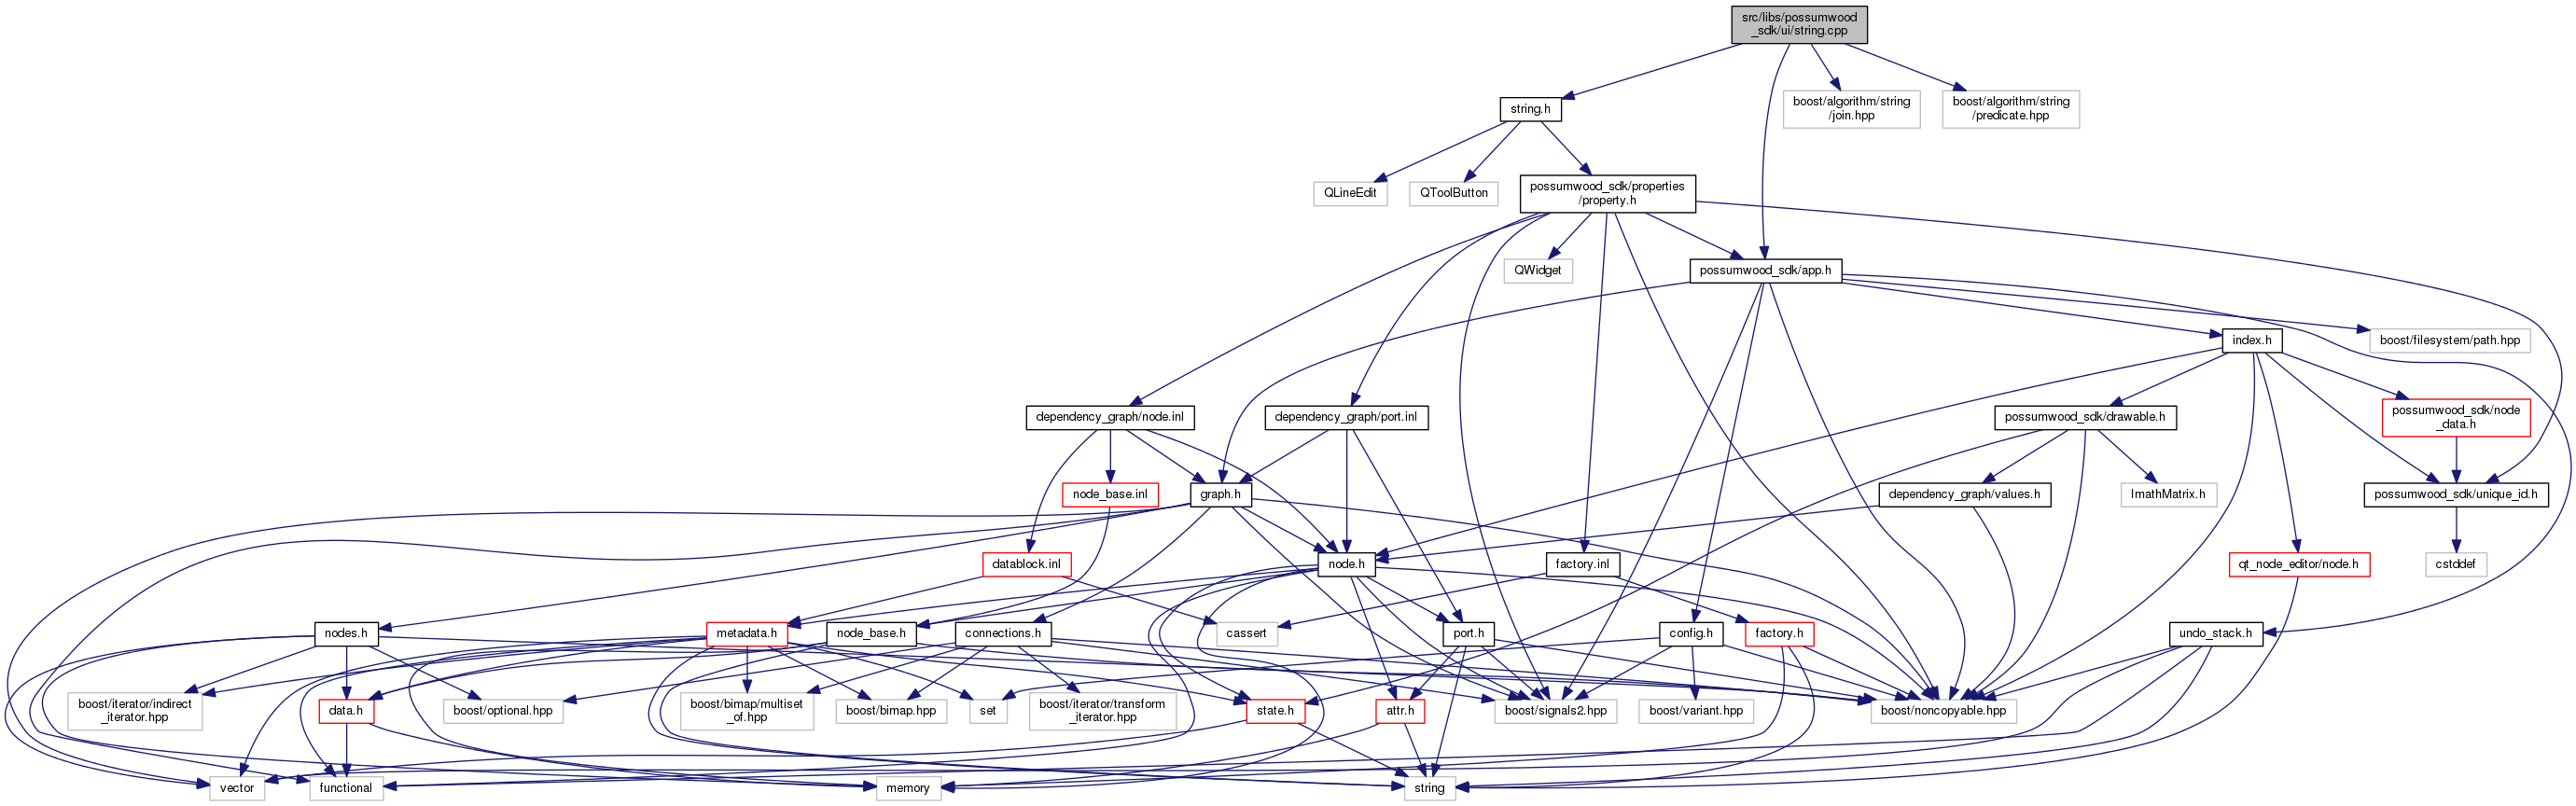 src/libs/possumwood
_sdk/ui/string.cpp
string.h
boost/algorithm/string
/join.hpp
boost/algorithm/string
/predicate.hpp
QLineEdit
QToolButton
possumwood_sdk/properties
/property.h
QWidget
possumwood_sdk/app.h
index.h
boost/filesystem/path.hpp
dependency_graph/node.inl
dependency_graph/port.inl
possumwood_sdk/drawable.h
possumwood_sdk/node
_data.h
node_base.inl
graph.h
dependency_graph/values.h
ImathMatrix.h
possumwood_sdk/unique_id.h
datablock.inl
node.h
factory.inl
qt_node_editor/node.h
cstddef
nodes.h
metadata.h
node_base.h
connections.h
cassert
port.h
config.h
factory.h
undo_stack.h
boost/iterator/indirect
_iterator.hpp
data.h
boost/optional.hpp
boost/bimap/multiset
_of.hpp
boost/bimap.hpp
set
boost/iterator/transform
_iterator.hpp
state.h
attr.h
boost/signals2.hpp
boost/variant.hpp
boost/noncopyable.hpp
vector
functional
memory
string